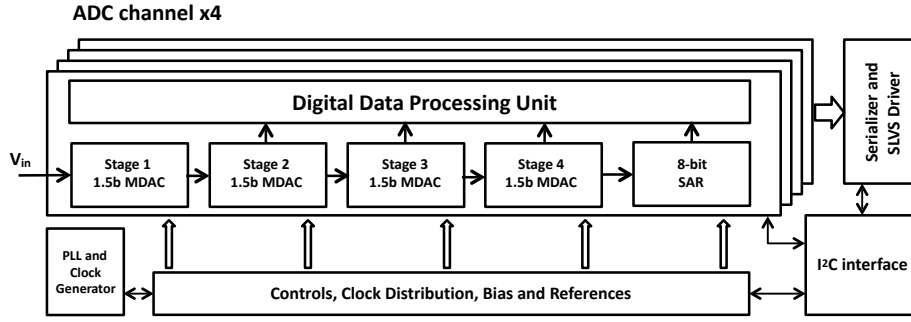 ADC channel x4
Digital Data Processing Unit
Serializer and
SLVS Driver
Vin
Stage 1
1.5b MDAC
Stage 2
1.5b MDAC
Stage 3
1.5b MDAC
Stage 4
1.5b MDAC
8-bit
SAR
PLL and
Clock
Generator
Controls, Clock Distribution, Bias and References
I²C interface